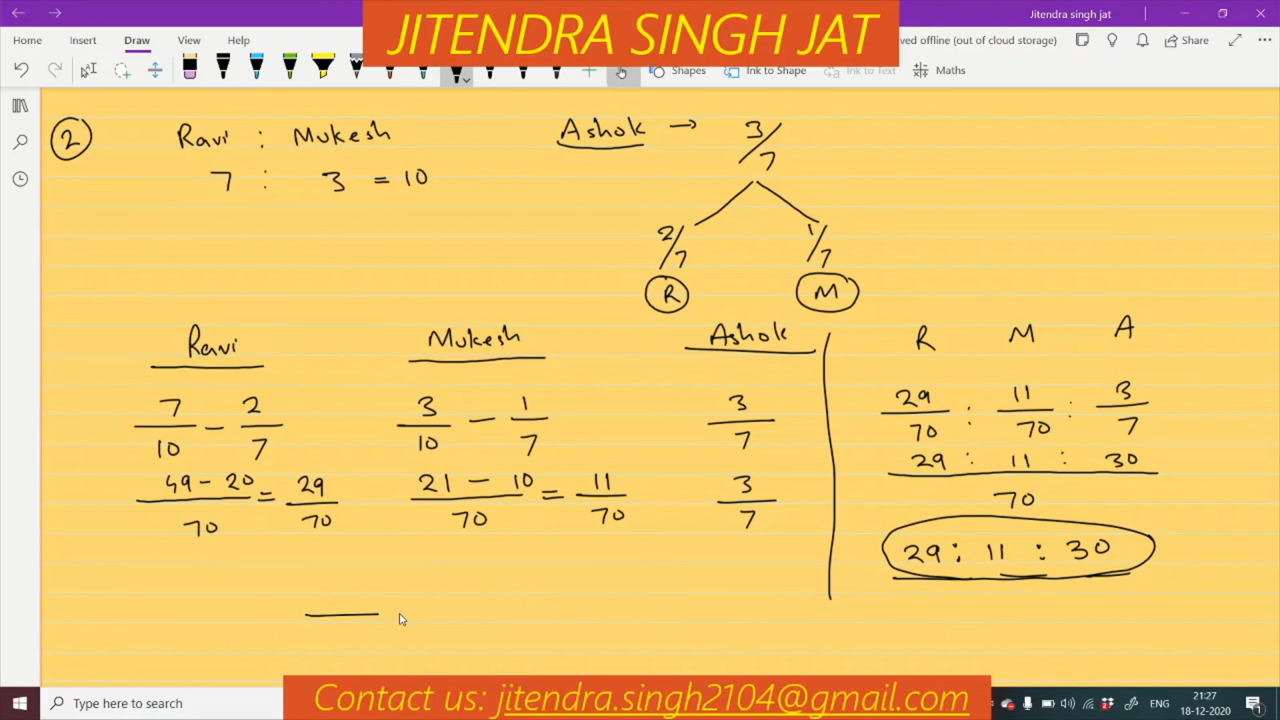 Jitendra singh jat
JITENDRA SINGH JAT
Home Insert Draw View Help
ved offline (out of cloud storage) Share
Shapes Ink to Shape Ink to Text Maths
2 Ravi : Mukesh Ashok → 3/7
7 : 3 = 10
2/7 1/7
R M
Ravi Mukesh Ashok R M A
7/10 - 2/7 3/10 - 1/7 3/7 29/70 : 11/70 : 3/7
49 - 20/70 = 29/70 21 - 10/70 = 11/70 3/7 29 : 11 : 30
70
29 : 11 : 30
Contact us: jitendra.singh2104@gmail.com
Type here to search ENG 21:27
18-12-2020